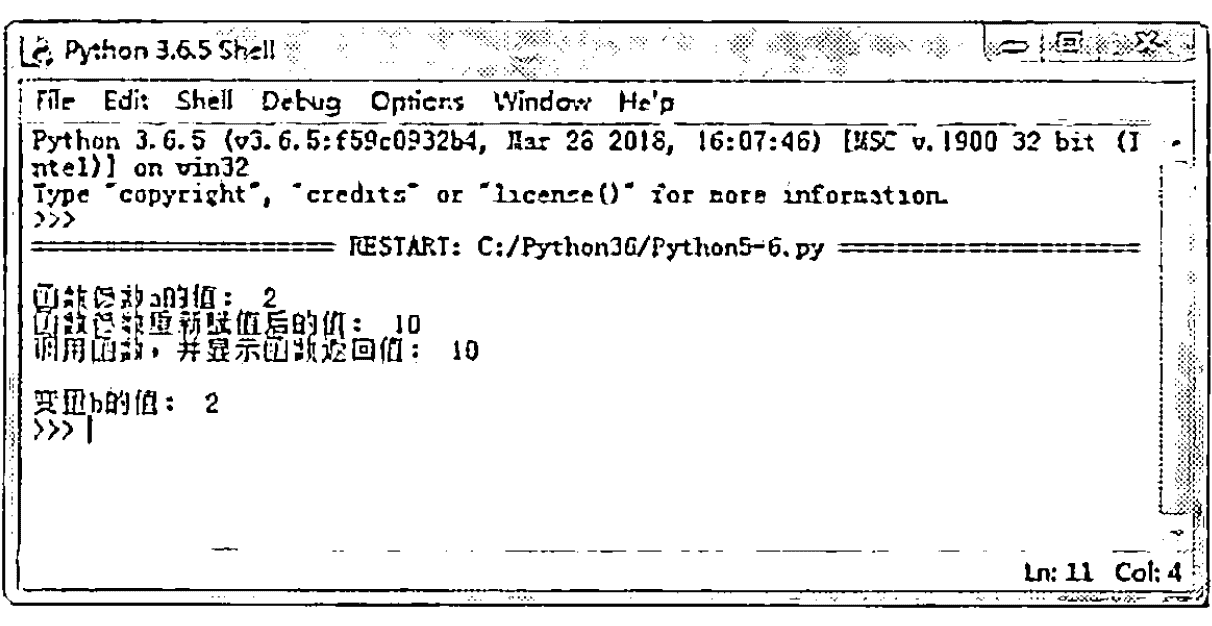 Python 3.6.5 Shell
File Edit Shell Debug Options Window Help
Python 3.6.5 (v3.6.5:f59c0932b4, Mar 28 2018, 16:07:46) [MSC v.1900 32 bit (I
ntel)] on win32
Type "copyright", "credits" or "license()" for more information.
>>>
==================== RESTART: C:/Python36/Python5-6.py ====================
函数参数a的值： 2
函数参数重新赋值后的值： 10
调用函数，并显示函数返回值： 10
变量b的值： 2
>>>
Ln: 11 Col: 4